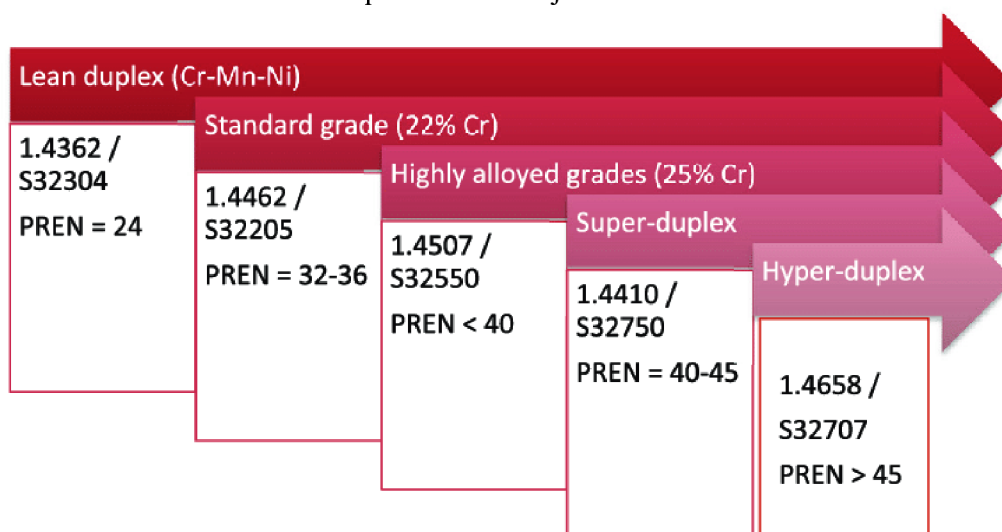 Lean duplex (Cr-Mn-Ni)
1.4362 /
S32304
PREN = 24
Standard grade (22% Cr)
1.4462 /
S32205
PREN = 32-36
Highly alloyed grades (25% Cr)
1.4507 /
S32550
PREN < 40
Super-duplex
1.4410 /
S32750
PREN = 40-45
Hyper-duplex
1.4658 /
S32707
PREN > 45